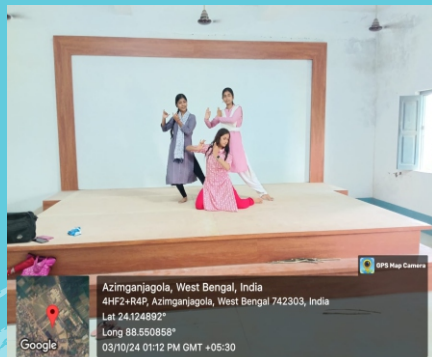 GPS Map Camera
Azimganjagola, West Bengal, India
4HF2+R4P, Azimganjagola, West Bengal 742303, India
Lat 24.124892°
Long 88.550858°
03/10/24 01:12 PM GMT +05:30
Google